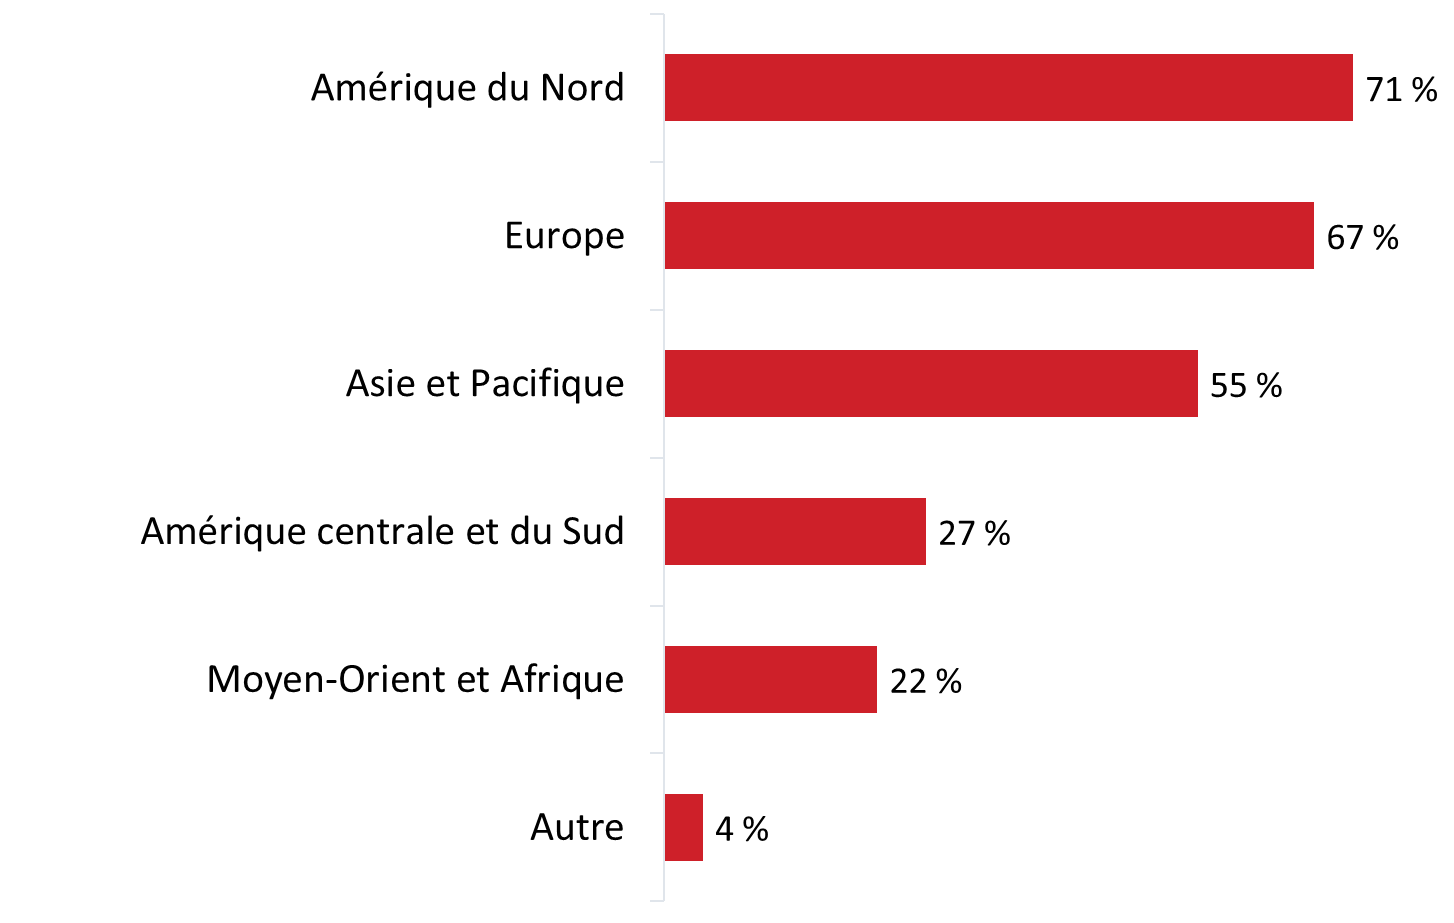 Amérique du Nord 71 %
Europe 67 %
Asie et Pacifique 55 %
Amérique centrale et du Sud 27 %
Moyen-Orient et Afrique 22 %
Autre 4 %